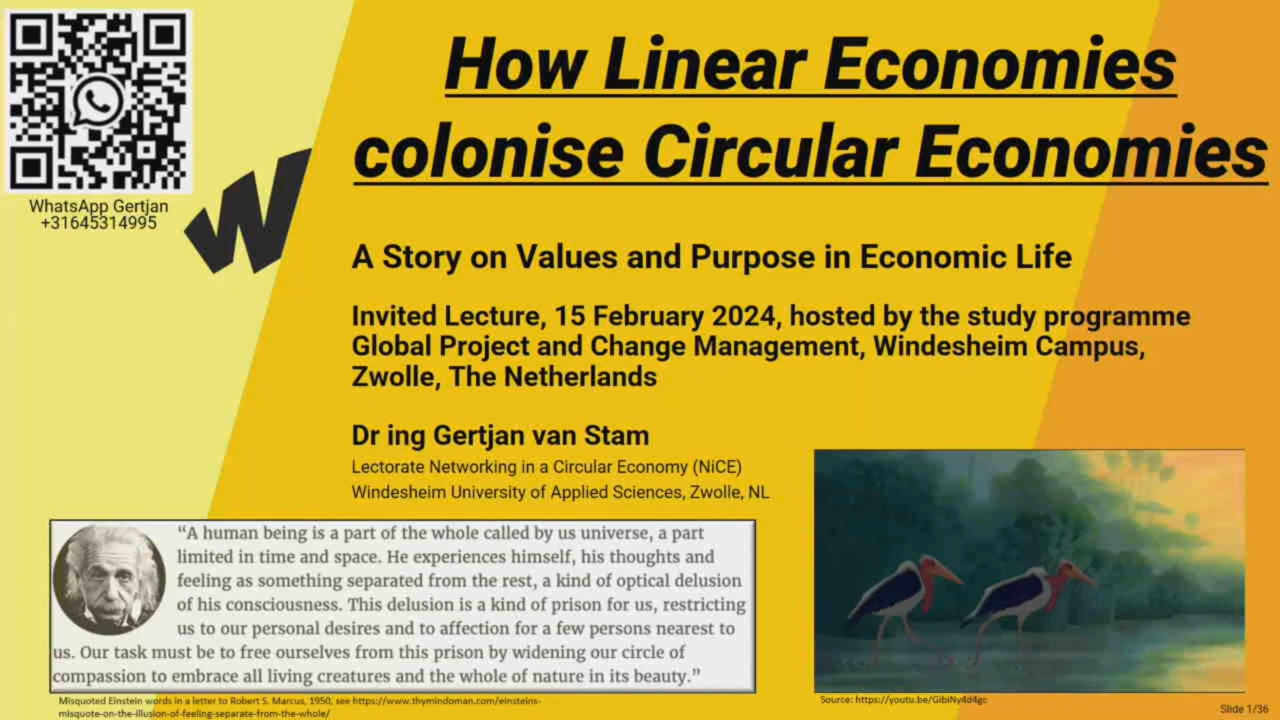 How Linear Economies
colonise Circular Economies
WhatsApp Gertjan
+31645314995
W
A Story on Values and Purpose in Economic Life
Invited Lecture, 15 February 2024, hosted by the study programme
Global Project and Change Management, Windesheim Campus,
Zwolle, The Netherlands
Dr ing Gertjan van Stam
Lectorate Networking in a Circular Economy (NiCE)
Windesheim University of Applied Sciences, Zwolle, NL
“A human being is a part of the whole called by us universe, a part
limited in time and space. He experiences himself, his thoughts and
feeling as something separated from the rest, a kind of optical delusion
of his consciousness. This delusion is a kind of prison for us, restricting
us to our personal desires and to affection for a few persons nearest to
us. Our task must be to free ourselves from this prison by widening our circle of
compassion to embrace all living creatures and the whole of nature in its beauty.”
Misquoted Einstein words in a letter to Robert S. Marcus, 1950, see https://www.thymindoman.com/einsteins-
misquote-on-the-illusion-of-feeling-separate-from-the-whole/
Source: https://youtu.be/GibiNy4d4gc
Slide 1/36